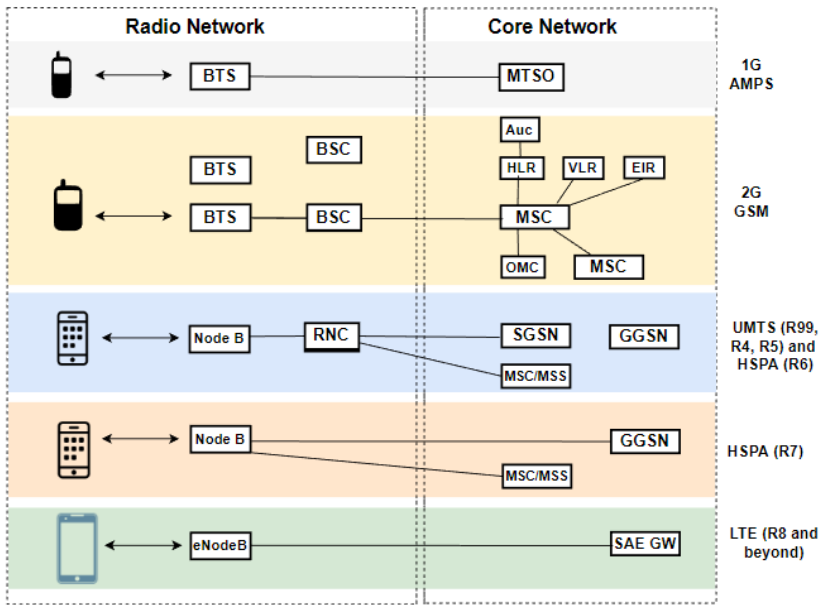 Radio Network
Core Network
BTS
MTSO
1G
AMPS
Auc
BSC
BTS
HLR
VLR
EIR
2G
GSM
BTS
BSC
MSC
OMC
MSC
Node B
RNC
SGSN
GGSN
UMTS (R99,
R4, R5) and
HSPA (R6)
MSC/MSS
Node B
GGSN
HSPA (R7)
MSC/MSS
eNodeB
SAE GW
LTE (R8 and
beyond)